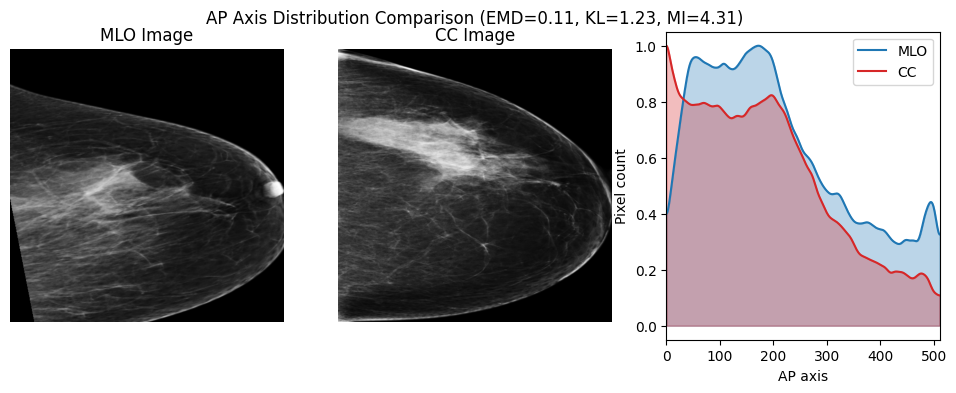 AP Axis Distribution Comparison (EMD=0.11, KL=1.23, MI=4.31)
MLO Image
CC Image
MLO
CC
Pixel count
1.0
0.8
0.6
0.4
0.2
0.0
0 100 200 300 400 500
AP axis